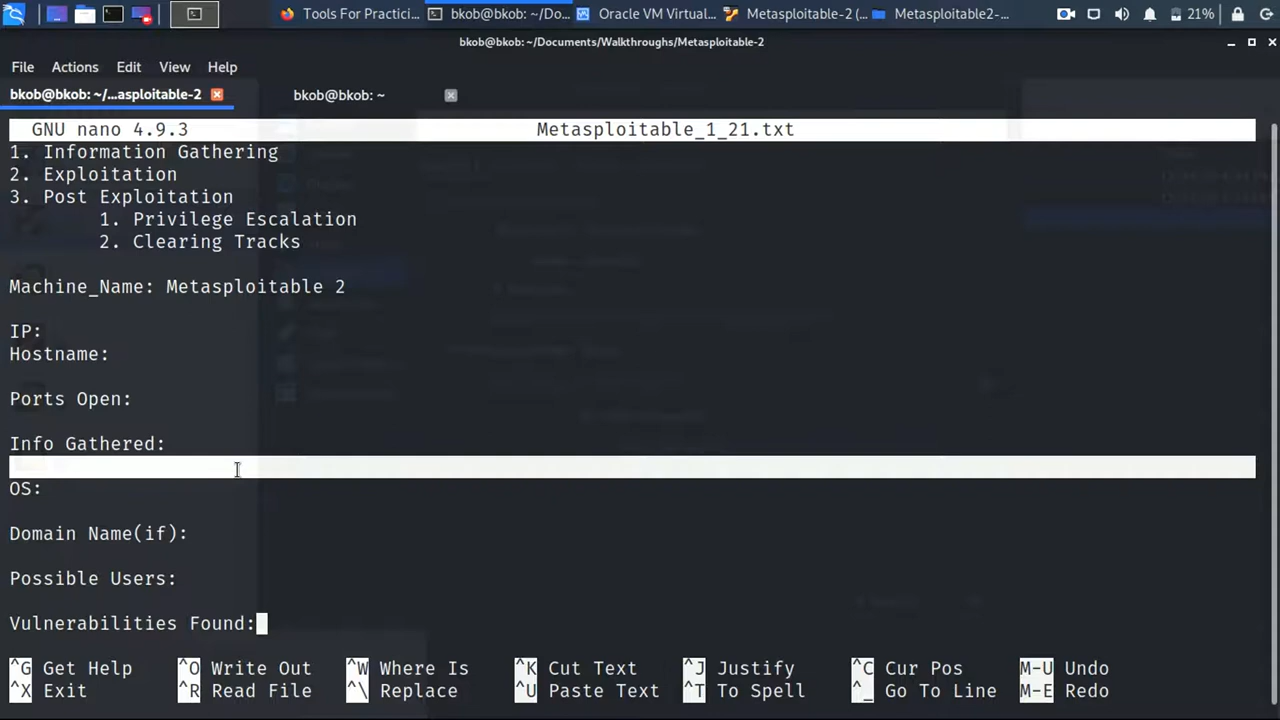 Tools For Practici...
bkob@bkob: ~/Do...
Oracle VM Virtual...
Metasploitable-2 (...
Metasploitable2-...
21%
bkob@bkob: ~/Documents/Walkthroughs/Metasploitable-2
File Actions Edit View Help
bkob@bkob: ~/...asploitable-2
bkob@bkob: ~
GNU nano 4.9.3 Metasploitable_1_21.txt
1. Information Gathering
2. Exploitation
3. Post Exploitation
1. Privilege Escalation
2. Clearing Tracks
Machine_Name: Metasploitable 2
IP:
Hostname:
Ports Open:
Info Gathered:
OS:
Domain Name(if):
Possible Users:
Vulnerabilities Found:
^G Get Help ^O Write Out ^W Where Is ^K Cut Text ^J Justify ^C Cur Pos M-U Undo
^X Exit ^R Read File ^\ Replace ^U Paste Text ^T To Spell ^_ Go To Line M-E Redo